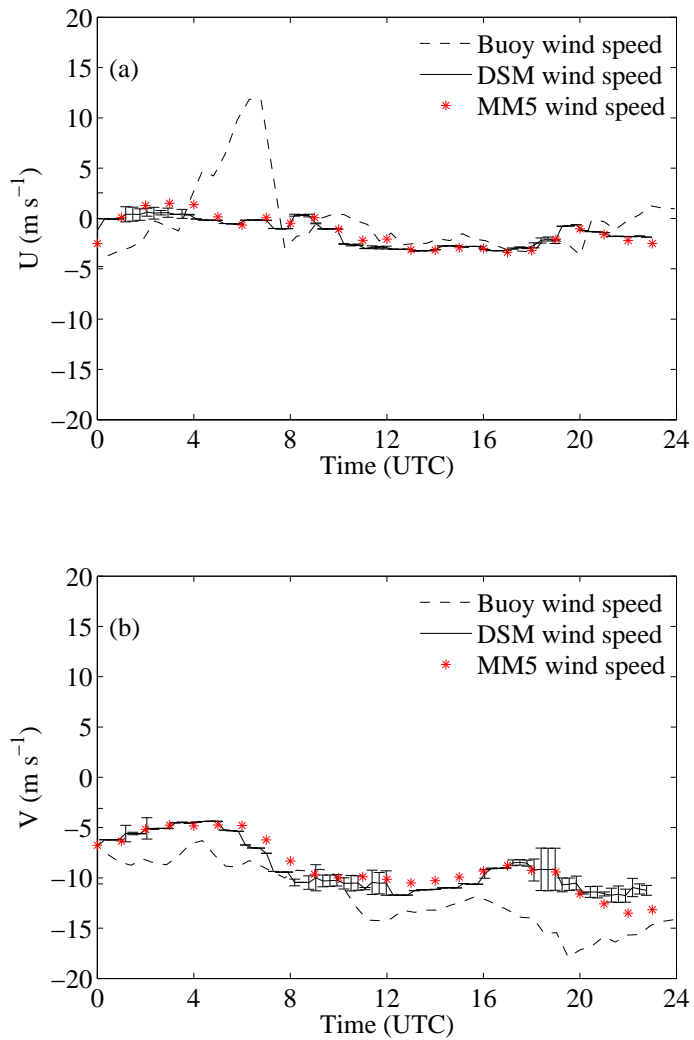 20
15
10
5
0
−5
−10
−15
−20
U (m s−1)
(a)
Buoy wind speed
DSM wind speed
MM5 wind speed
0 4 8 12 16 20 24
Time (UTC)
20
15
10
5
0
−5
−10
−15
−20
V (m s−1)
(b)
Buoy wind speed
DSM wind speed
MM5 wind speed
0 4 8 12 16 20 24
Time (UTC)